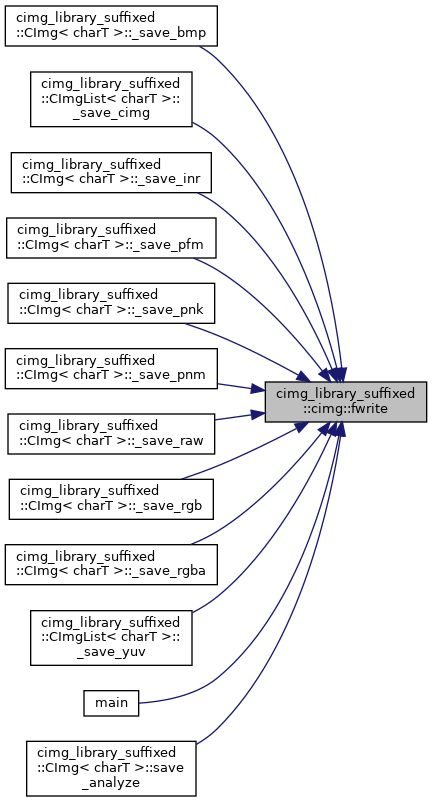 cimg_library_suffixed
::CImg< charT >::_save_bmp
cimg_library_suffixed
::CImgList< charT >::
_save_cimg
cimg_library_suffixed
::CImg< charT >::_save_inr
cimg_library_suffixed
::CImg< charT >::_save_pfm
cimg_library_suffixed
::CImg< charT >::_save_pnk
cimg_library_suffixed
::CImg< charT >::_save_pnm
cimg_library_suffixed
::cimg::fwrite
cimg_library_suffixed
::CImg< charT >::_save_raw
cimg_library_suffixed
::CImg< charT >::_save_rgb
cimg_library_suffixed
::CImg< charT >::_save_rgba
cimg_library_suffixed
::CImgList< charT >::
_save_yuv
main
cimg_library_suffixed
::CImg< charT >::save
_analyze